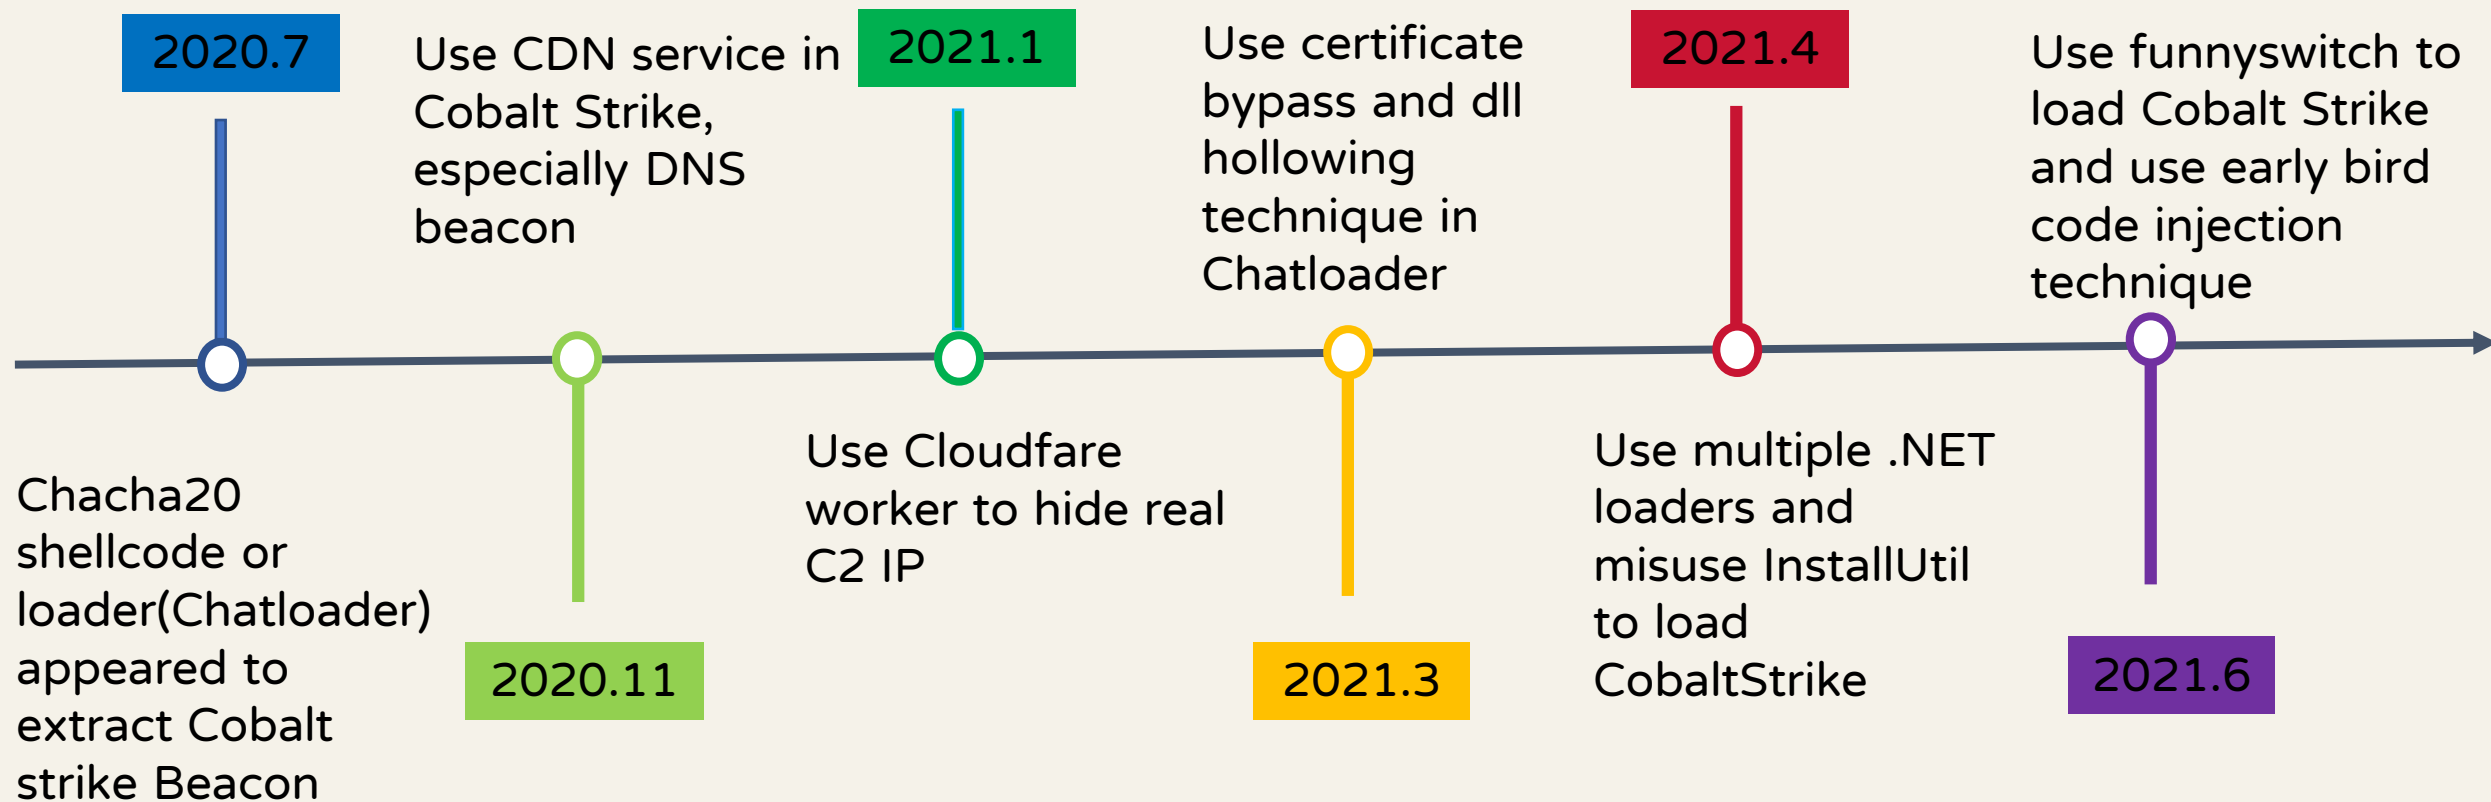 2020.7
Chacha20
shellcode or
loader(Chatloader)
appeared to
extract Cobalt
strike Beacon
Use CDN service in
Cobalt Strike,
especially DNS
beacon
2020.11
2021.1
Use Cloudfare
worker to hide real
C2 IP
Use certificate
bypass and dll
hollowing
technique in
Chatloader
2021.3
2021.4
Use multiple .NET
loaders and
misuse InstallUtil
to load
CobaltStrike
Use funnyswitch to
load Cobalt Strike
and use early bird
code injection
technique
2021.6